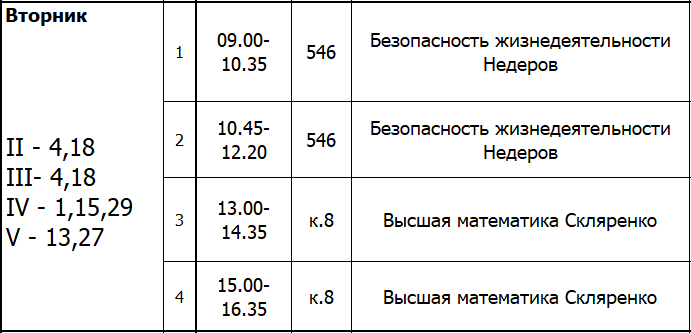 Вторник
II - 4,18
III- 4,18
IV - 1,15,29
V - 13,27
1
09.00-
10.35
546
Безопасность жизнедеятельности
Недеров
2
10.45-
12.20
546
Безопасность жизнедеятельности
Недеров
3
13.00-
14.35
к.8
Высшая математика Скляренко
4
15.00-
16.35
к.8
Высшая математика Скляренко